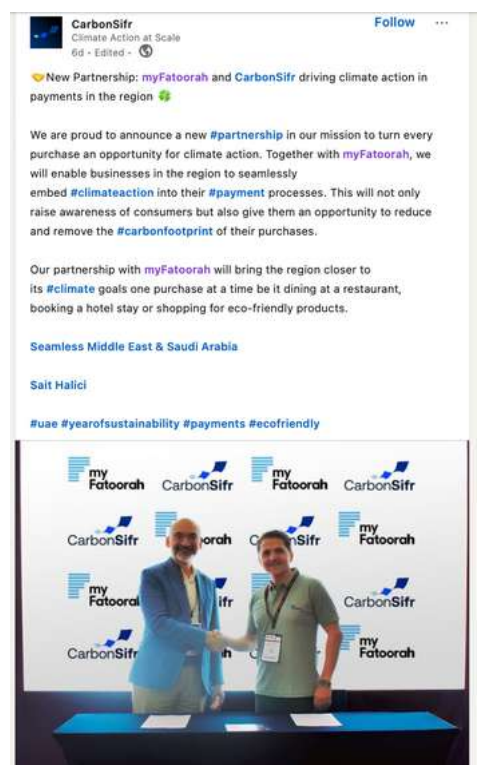 CarbonSifr
Follow ...
Climate Action at Scale
6d • Edited •
🤝New Partnership: myFatoorah and CarbonSifr driving climate action in
payments in the region 🍀
We are proud to announce a new #partnership in our mission to turn every
purchase an opportunity for climate action. Together with myFatoorah, we
will enable businesses in the region to seamlessly
embed #climateaction into their #payment processes. This will not only
raise awareness of consumers but also give them an opportunity to reduce
and remove the #carbonfootprint of their purchases.
Our partnership with myFatoorah will bring the region closer to
its #climate goals one purchase at a time be it dining at a restaurant,
booking a hotel stay or shopping for eco-friendly products.
Seamless Middle East & Saudi Arabia
Sait Halici
#uae #yearofsustainability #payments #ecofriendly
my
Fatoorah
CarbonSifr
my
Fatoorah
CarbonSifr
CarbonSifr
oorah
C
nSifr
my
Fatoorah
my
Fatoorah
ifr
CarbonSifr
CarbonSifr
h
my
Fatoorah